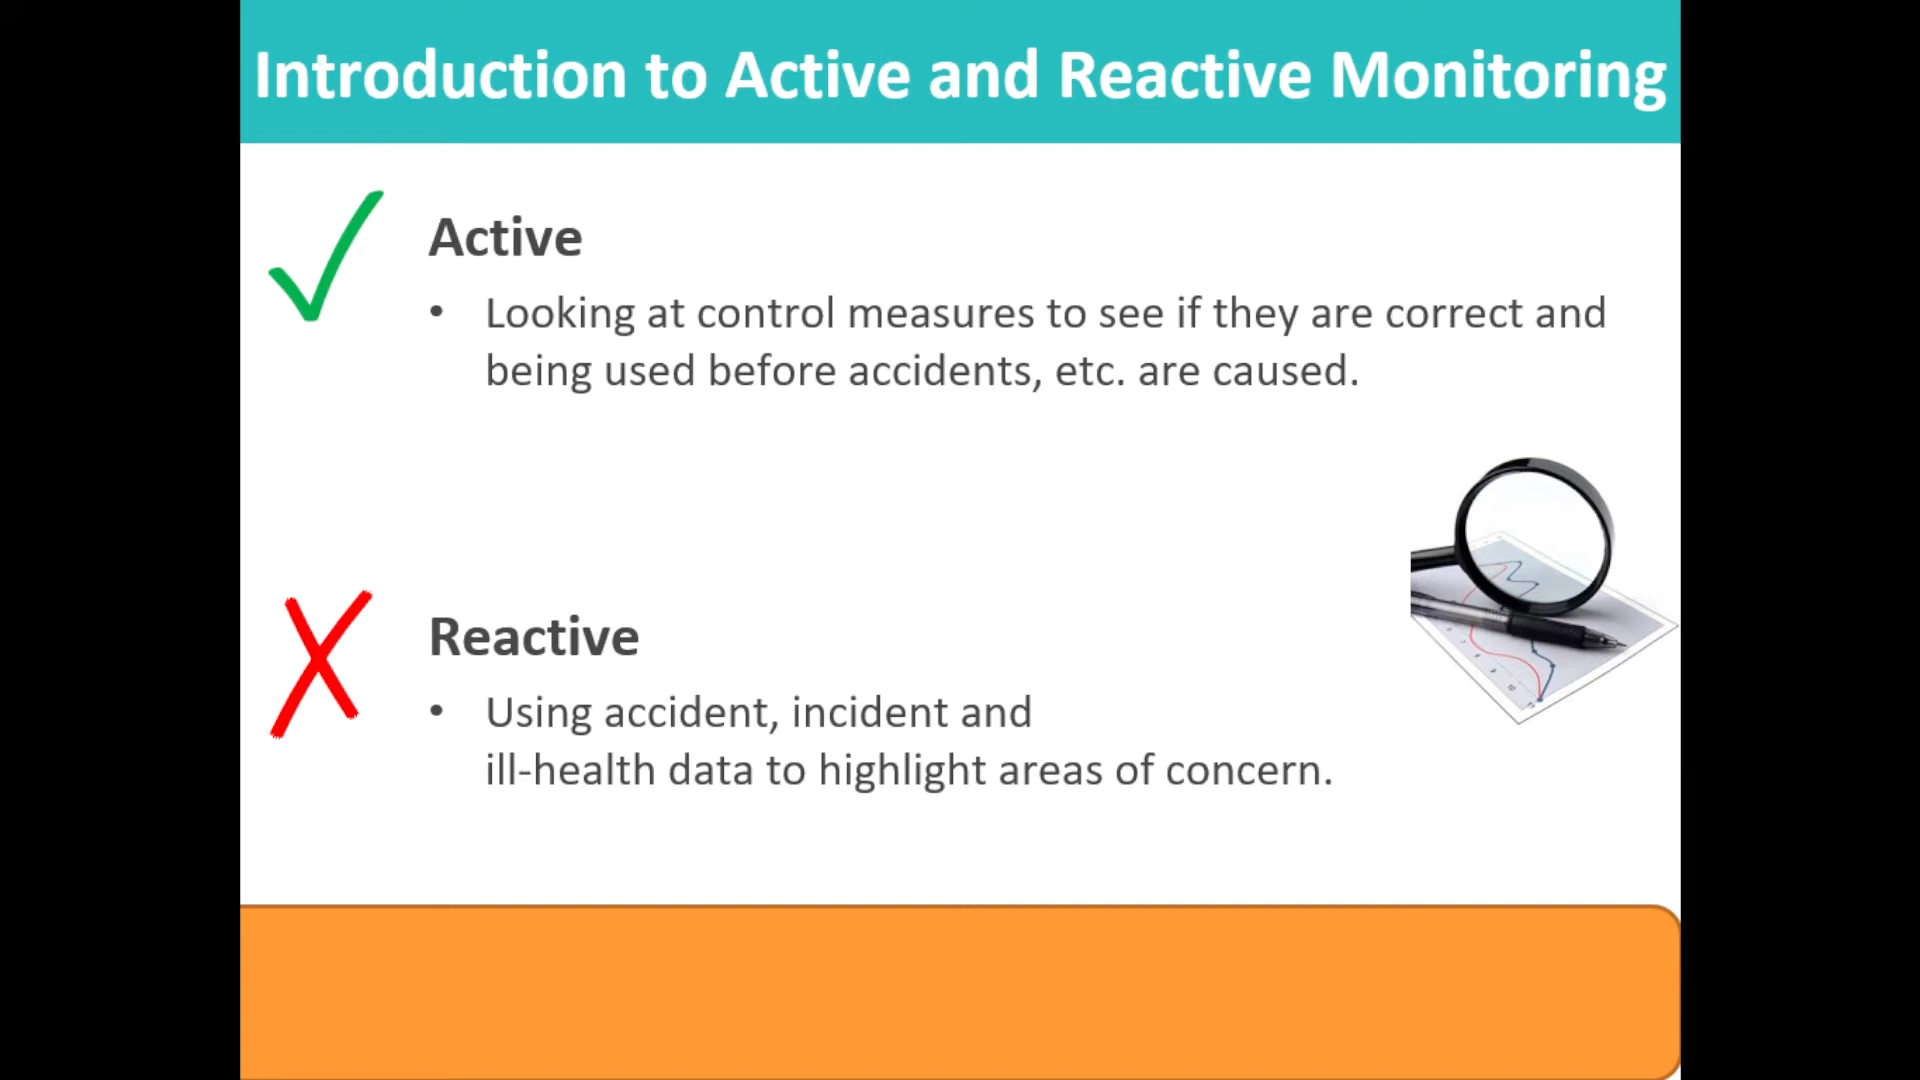 Introduction to Active and Reactive Monitoring
Active
• Looking at control measures to see if they are correct and
being used before accidents, etc. are caused.
Reactive
• Using accident, incident and
ill-health data to highlight areas of concern.